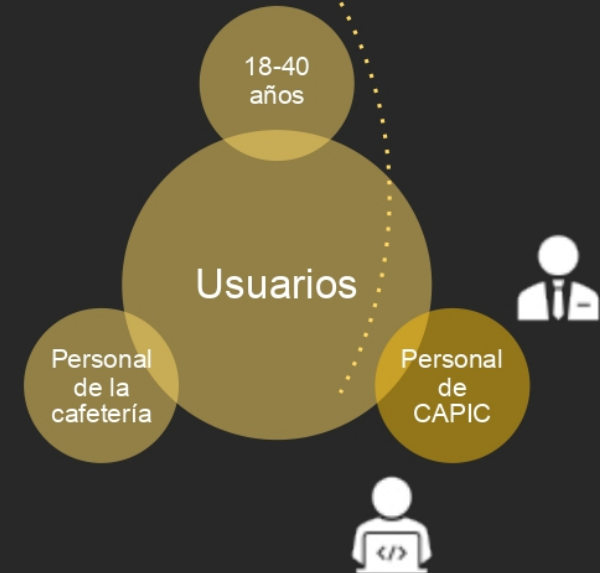 18-40
años
Usuarios
Personal
de la
cafetería
Personal
de
CAPIC
</>